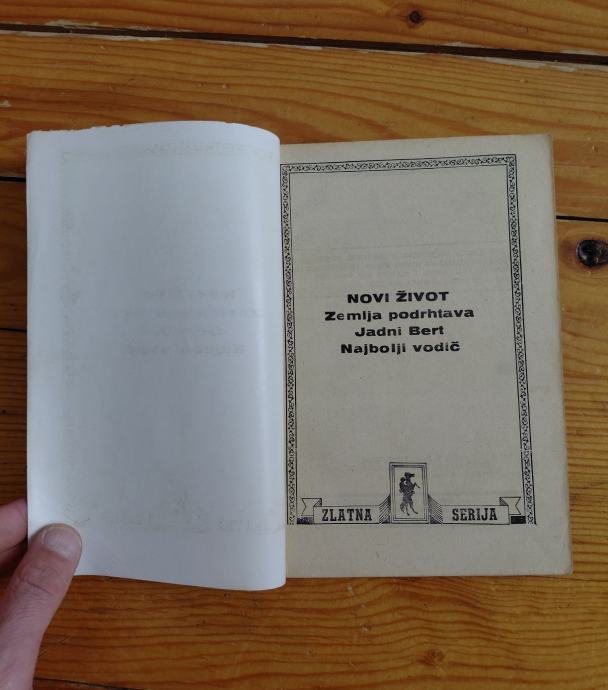 NOVI ŽIVOT
Zemlja podrhtava
Jadni Bert
Najbolji vodič
ZLATNA SERIJA